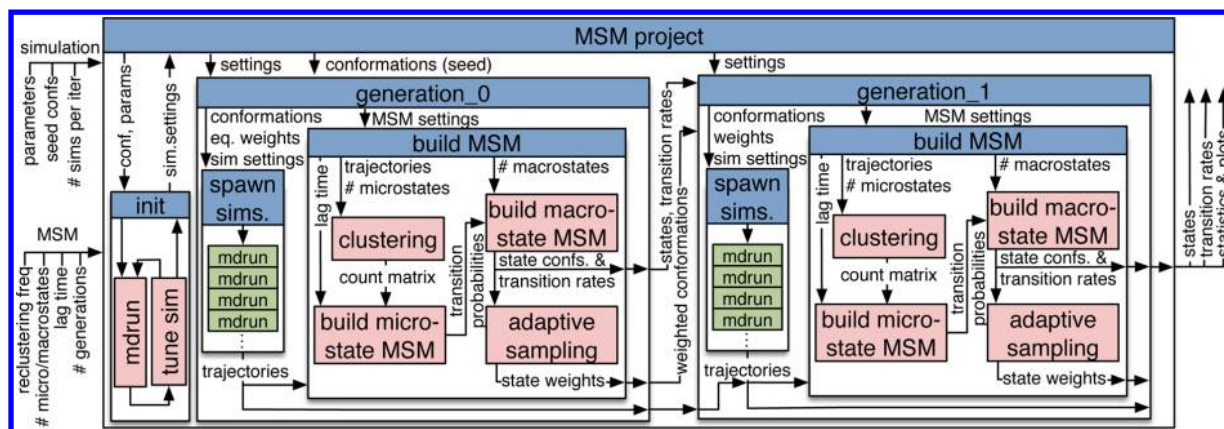 MSM project
simulation
parameters
seed confs
# sims per iter
MSM
reclustering freq
# micro/macrostates
lag time
# generations
conf, params
sim.settings
init
mdrun
tune sim
settings
conformations (seed)
generation_0
conformations
eq. weights
sim settings
MSM settings
build MSM
spawn
sims.
mdrun
mdrun
mdrun
mdrun
trajectories
lag time
trajectories
# microstates
clustering
count matrix
build micro-
state MSM
transition
probabilities
# macrostates
build macro-
state MSM
state confs. &
transition rates
adaptive
sampling
state weights
states, transition rates
weighted conformations
settings
generation_1
conformations
weights
sim settings
MSM settings
build MSM
spawn
sims.
mdrun
mdrun
mdrun
mdrun
trajectories
lag time
trajectories
# microstates
clustering
count matrix
build micro-
state MSM
transition
probabilities
# macrostates
build macro-
state MSM
state confs. &
transition rates
adaptive
sampling
state weights
states
transition rates
statistics & plots